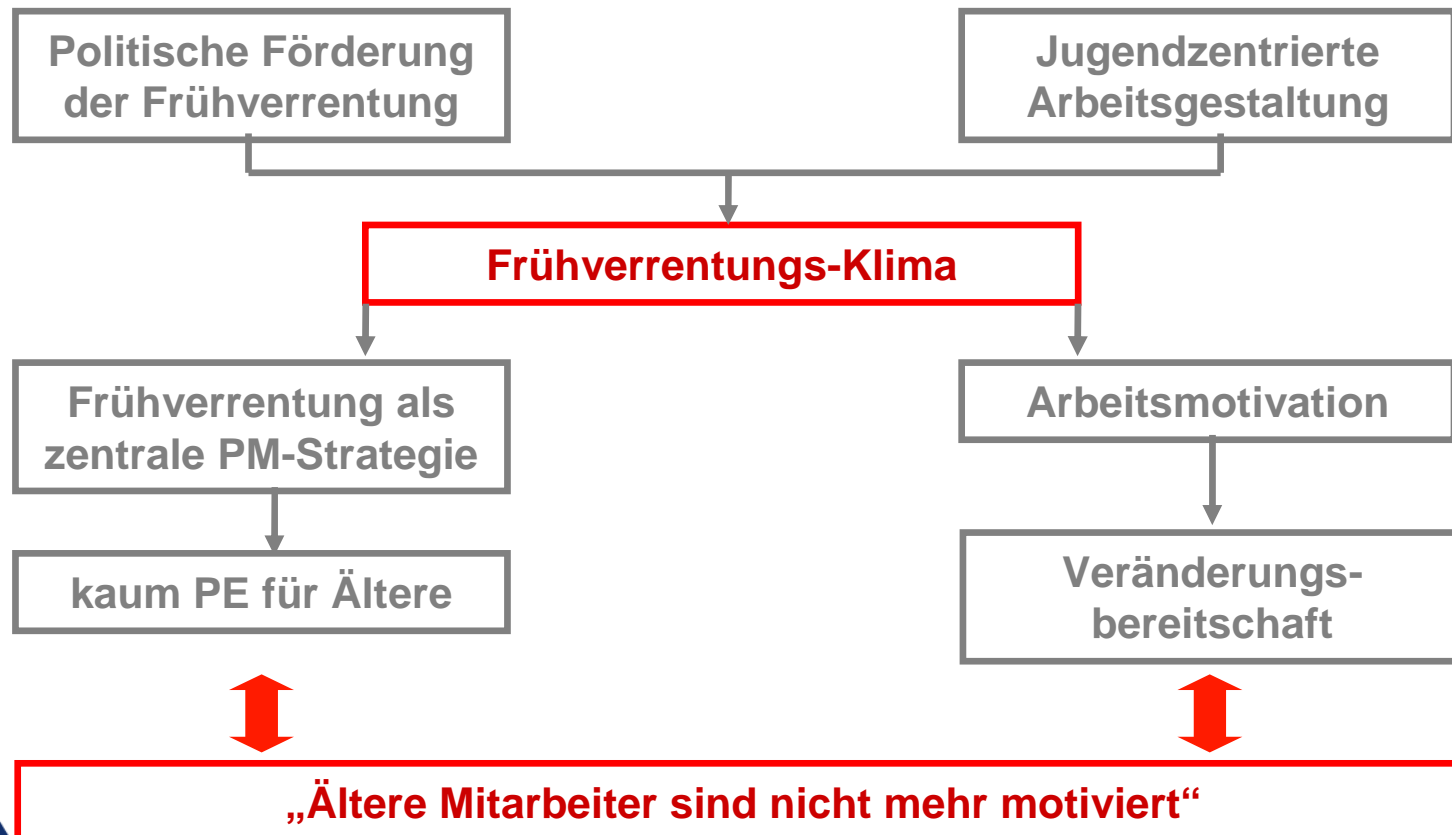 Politische Förderung
der Frühverrentung
Jugendzentrierte
Arbeitsgestaltung
Frühverrentungs-Klima
Frühverrentung als
zentrale PM-Strategie
Arbeitsmotivation
kaum PE für Ältere
Veränderungs-
bereitschaft
„Ältere Mitarbeiter sind nicht mehr motiviert“